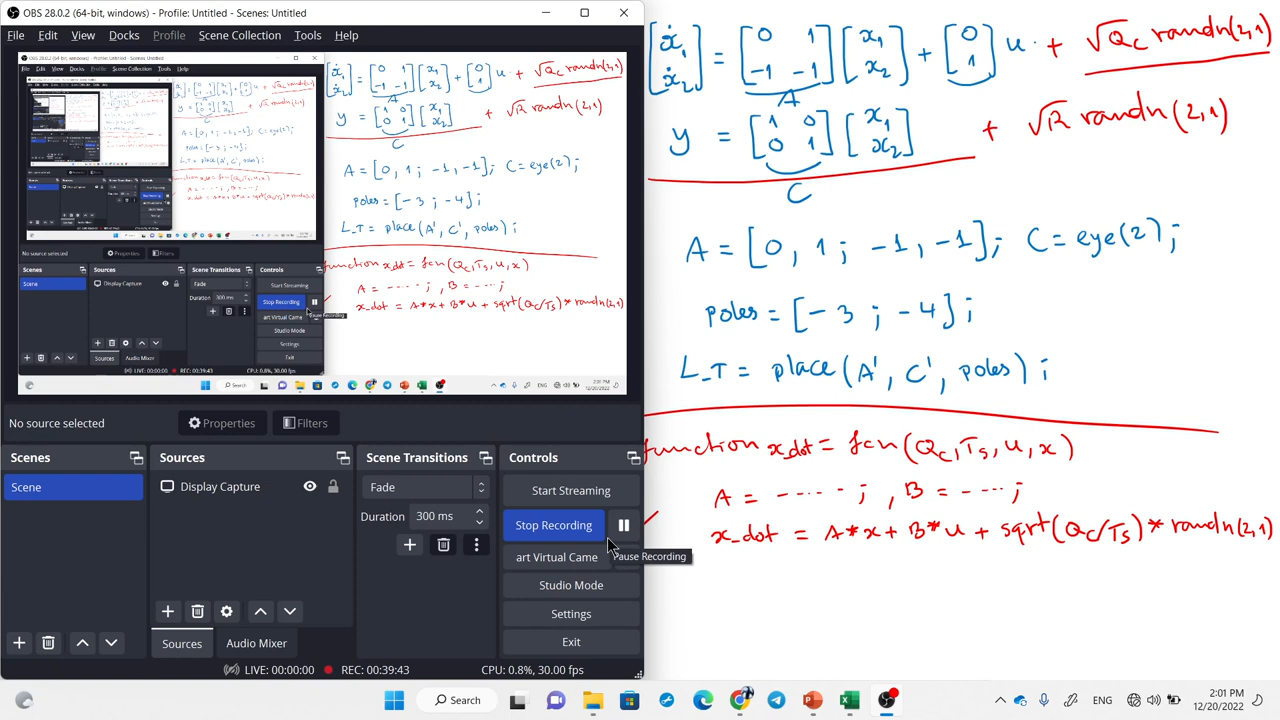 OBS 28.0.2 (64-bit, windows) - Profile: Untitled - Scenes: Untitled
File Edit View Docks Profile Scene Collection Tools Help
No source selected
Properties
Filters
Scenes
Scene
Sources
Display Capture
Sources Audio Mixer
Scene Transitions
Fade
Duration 300 ms
Controls
Start Streaming
Stop Recording
Pause Recording
art Virtual Came
Studio Mode
Settings
Exit
LIVE: 00:00:00 REC: 00:39:43 CPU: 0.8%, 30.00 fps
[ẋ1 ẋ2] = [0 1 -1 -1] [x1 x2] + [0 1] u + √Qc randn(2,1)
A
y = [1 0 0 1] [x1 x2] + √R randn(2,1)
C
A = [0, 1; -1, -1]; C = eye(2);
poles = [-3; -4];
L_T = place(A', C', poles);
function x_dot = fcn(Qc, Ts, u, x)
A = -----; , B = -----;
x_dot = A*x + B*u + sqrt(Qc/Ts)*randn(2,1)
Search
ENG
2:01 PM
12/20/2022